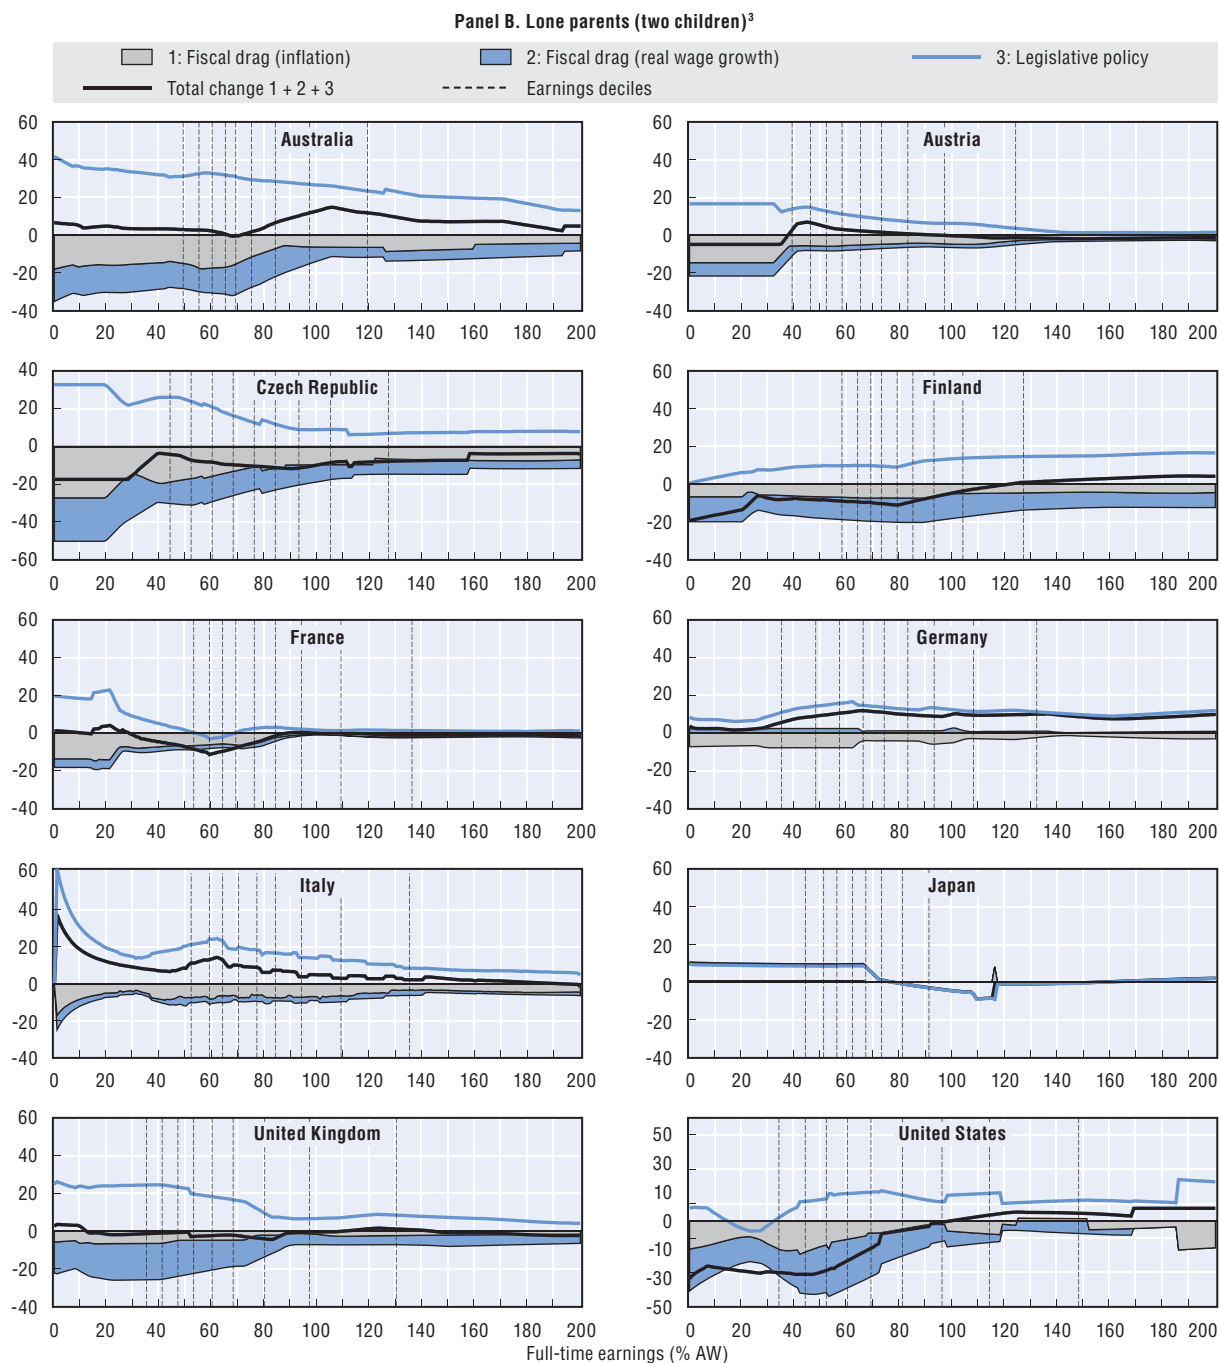 Panel B. Lone parents (two children)³
1: Fiscal drag (inflation)
2: Fiscal drag (real wage growth)
3: Legislative policy
Total change 1 + 2 + 3
Earnings deciles
Australia
60
40
20
0
-20
-40
0 20 40 60 80 100 120 140 160 180 200
Austria
60
40
20
0
-20
-40
0 20 40 60 80 100 120 140 160 180 200
Czech Republic
40
20
0
-20
-40
-60
0 20 40 60 80 100 120 140 160 180 200
Finland
60
40
20
0
-20
-40
0 20 40 60 80 100 120 140 160 180 200
France
60
40
20
0
-20
-40
0 20 40 60 80 100 120 140 160 180 200
Germany
60
40
20
0
-20
-40
0 20 40 60 80 100 120 140 160 180 200
Italy
60
40
20
0
-20
-40
0 20 40 60 80 100 120 140 160 180 200
Japan
60
40
20
0
-20
-40
0 20 40 60 80 100 120 140 160 180 200
United Kingdom
60
40
20
0
-20
-40
0 20 40 60 80 100 120 140 160 180 200
United States
50
30
10
0
-10
-30
-50
0 20 40 60 80 100 120 140 160 180 200
Full-time earnings (% AW)